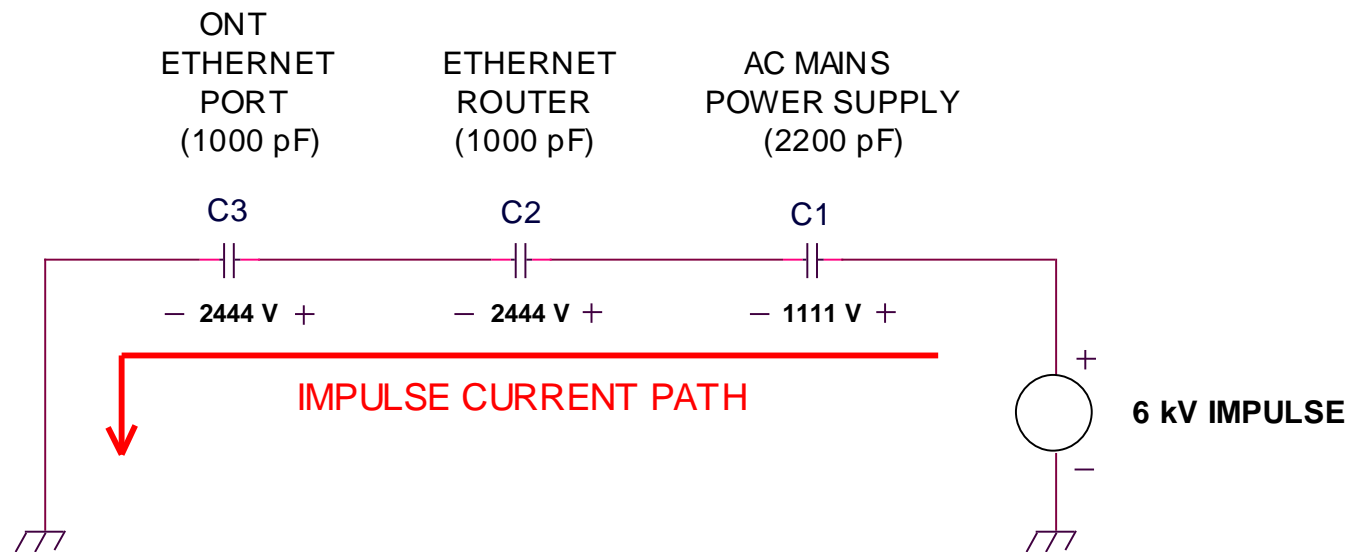 ONT
ETHERNET
PORT
(1000 pF)
ETHERNET
ROUTER
(1000 pF)
AC MAINS
POWER SUPPLY
(2200 pF)
C3
C2
C1
− 2444 V +
− 2444 V +
− 1111 V +
IMPULSE CURRENT PATH
+
6 kV IMPULSE
−